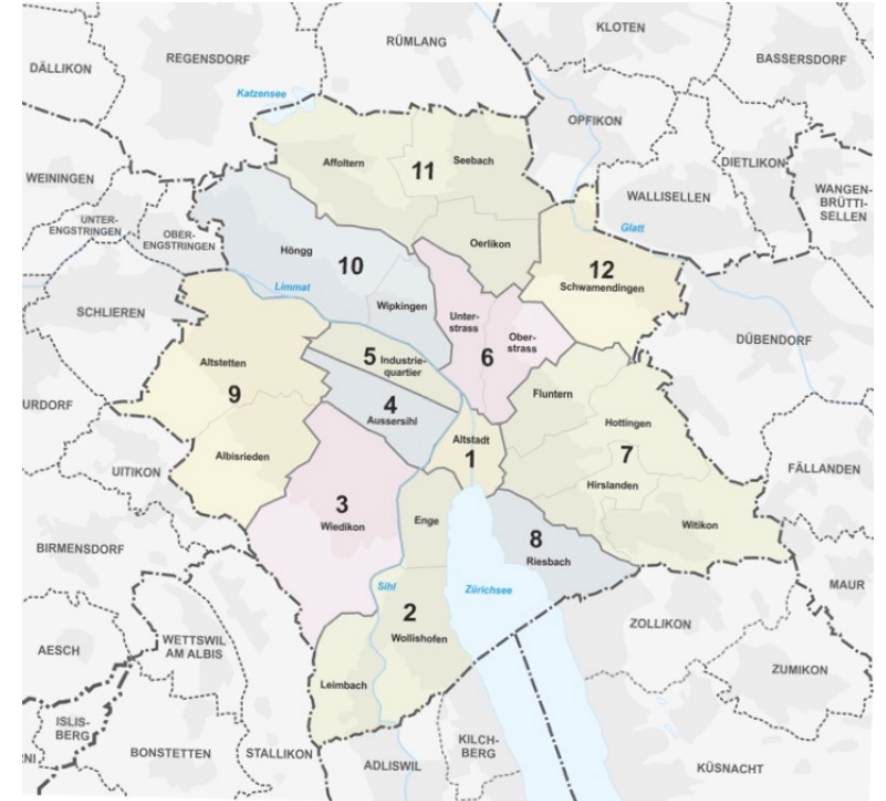 KLOTEN
RÜMLANG
REGENSDORF
BASSERSDORF
DÄLLIKON
Katzensee
OPFIKON
Affoltern
11
Seebach
DIETLIKON
WEININGEN
WALLISELLEN
WANGEN-
BRÜTTI-
SELLEN
UNTER-
ENGSTRINGEN
OBER-
ENGSTRINGEN
Glatt
Höngg
Oerlikon
10
12
Schwamendingen
Limmat
Wipkingen
SCHLIEREN
Unter-
strass
Ober-
strass
6
DÜBENDORF
5
Industrie-
quartier
Altstetten
9
4
Aussersihl
Fluntern
URDORF
Hottingen
Altstadt
1
7
Albisrieden
UITIKON
Hirslanden
FÄLLANDEN
3
Wiedikon
Enge
Witikon
8
Riesbach
BIRMENSDORF
Sihl
Zürichsee
MAUR
2
Wollishofen
ZOLLIKON
AESCH
WETTSWIL
AM ALBIS
ZUMIKON
Leimbach
ISLIS-
BERG
NI
BONSTETTEN
STALLIKON
ADLISWIL
KILCH-
BERG
KÜSNACHT